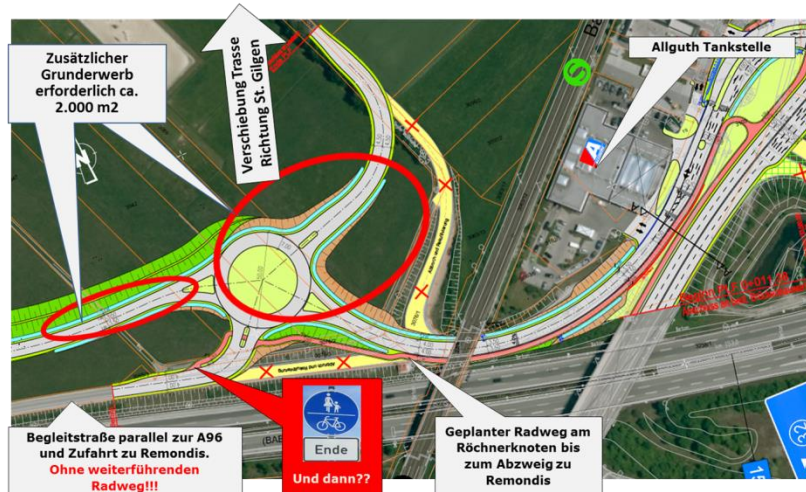 Zusätzlicher
Grunderwerb
erforderlich ca.
2.000 m2
Verschiebung Trasse
Richtung St. Gilgen
Allguth Tankstelle
S
A
Begleitstraße parallel zur A96
und Zufahrt zu Remondis.
Ohne weiterführenden
Radweg!!!
Ende
Und dann??
Geplanter Radweg am
Röchnerknoten bis
zum Abzweig zu
Remondis
32